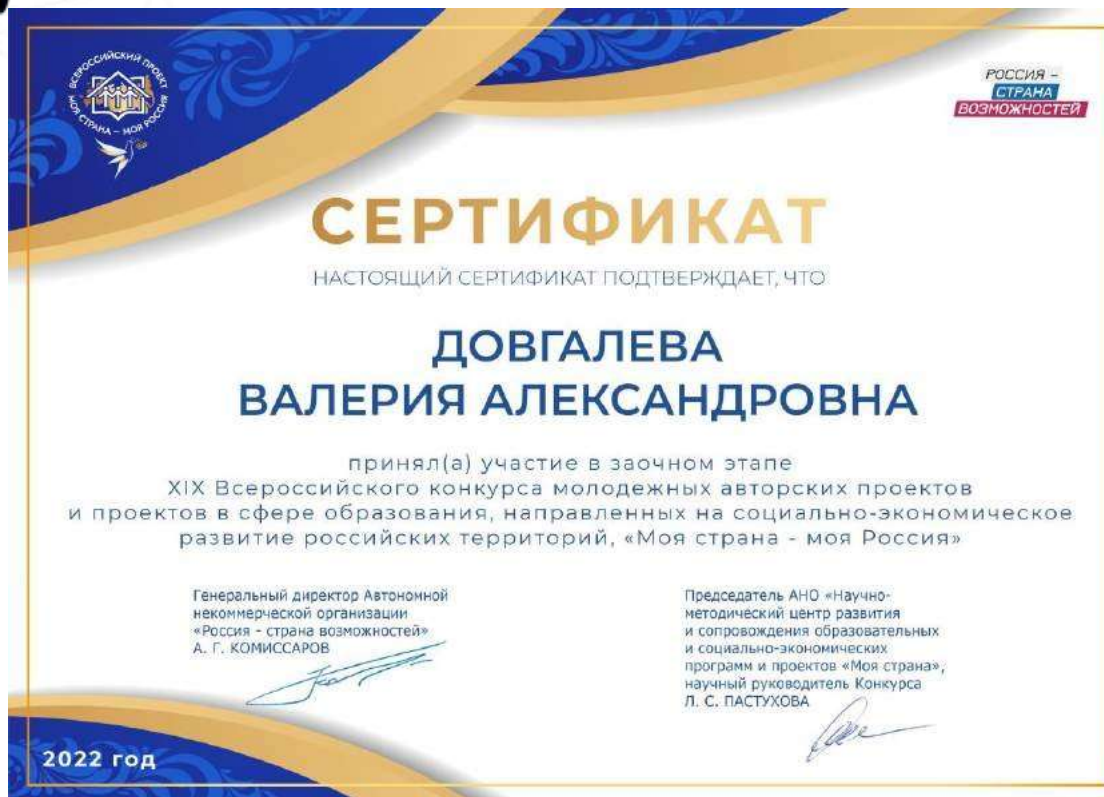 ВСЕРОССИЙСКИЙ ПРОЕКТ
МОЯ СТРАНА – МОЯ РОССИЯ
РОССИЯ –
СТРАНА
ВОЗМОЖНОСТЕЙ
СЕРТИФИКАТ
НАСТОЯЩИЙ СЕРТИФИКАТ ПОДТВЕРЖДАЕТ, ЧТО
ДОВГАЛЕВА
ВАЛЕРИЯ АЛЕКСАНДРОВНА
принял(а) участие в заочном этапе
XIX Всероссийского конкурса молодежных авторских проектов
и проектов в сфере образования, направленных на социально-экономическое
развитие российских территорий, «Моя страна - моя Россия»
Генеральный директор Автономной
некоммерческой организации
«Россия - страна возможностей»
А. Г. КОМИССАРОВ
Председатель АНО «Научно-
методический центр развития
и сопровождения образовательных
и социально-экономических
программ и проектов «Моя страна»,
научный руководитель Конкурса
Л. С. ПАСТУХОВА
2022 год